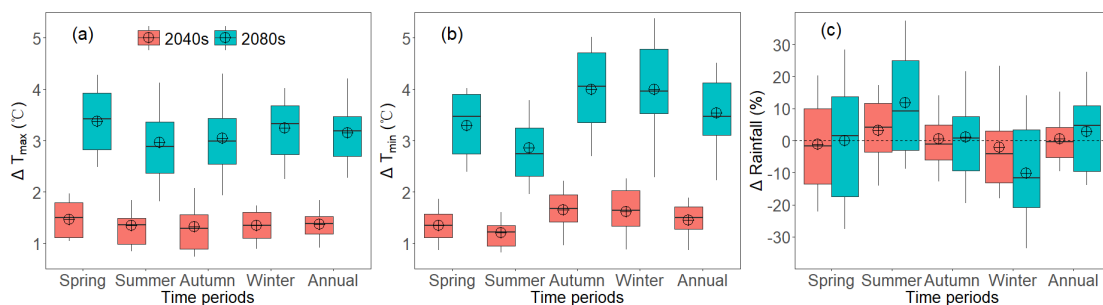 (a)
2040s
2080s
Δ Tmax (℃)
5
4
3
2
1
Spring Summer Autumn Winter Annual
Time periods
(b)
Δ Tmin (℃)
5
4
3
2
1
Spring Summer Autumn Winter Annual
Time periods
(c)
Δ Rainfall (%)
30
20
10
0
-10
-20
-30
Spring Summer Autumn Winter Annual
Time periods